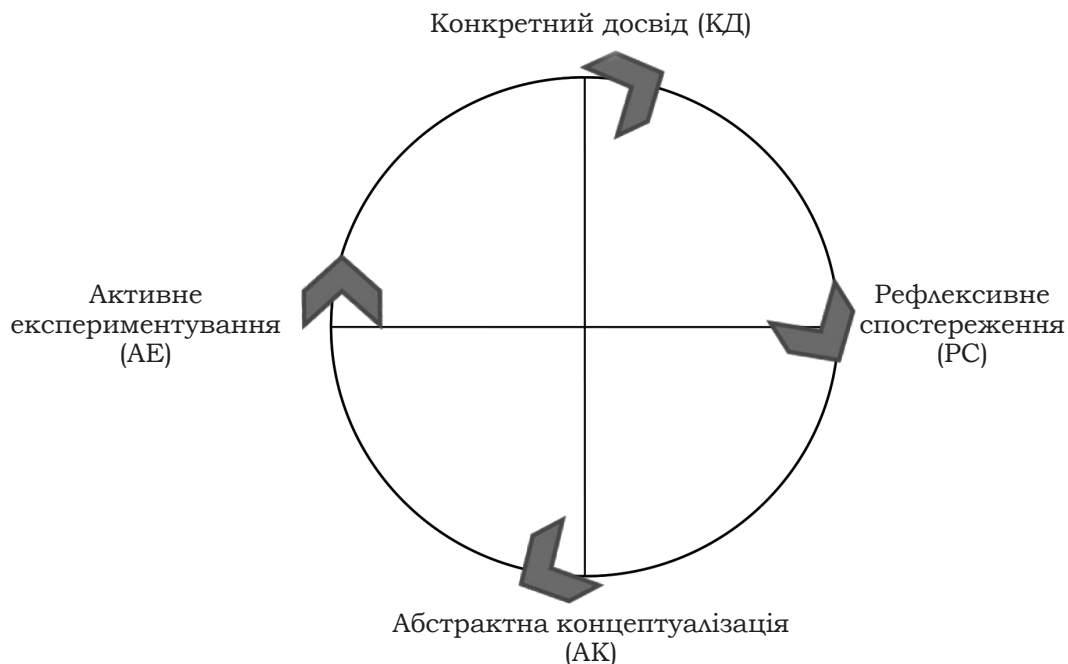 Конкретний досвід (КД)
Активне
експериментування
(АЕ)
Рефлексивне
спостереження
(РС)
Абстрактна концептуалізація
(АК)